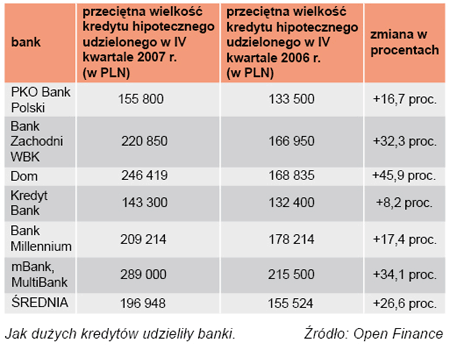 bank
przeciętna wielkość
kredytu hipotecznego
udzielonego w IV
kwartale 2007 r.
(w PLN)
przeciętna wielkość
kredytu hipotecznego
udzielonego w IV
kwartale 2006 r.
(w PLN)
zmiana w
procentach
PKO Bank
Polski
155 800
133 500
+16,7 proc.
Bank
Zachodni
WBK
220 850
166 950
+32,3 proc.
Dom
246 419
168 835
+45,9 proc.
Kredyt
Bank
143 300
132 400
+8,2 proc.
Bank
Millennium
209 214
178 214
+17,4 proc.
mBank,
MultiBank
289 000
215 500
+34,1 proc.
ŚREDNIA
196 948
155 524
+26,6 proc.
Jak dużych kredytów udzieliły banki.
Źródło: Open Finance